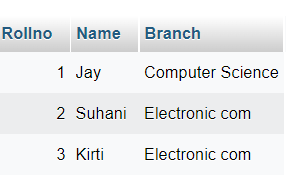 Rollno Name Branch
1 Jay Computer Science
2 Suhani Electronic com
3 Kirti Electronic com